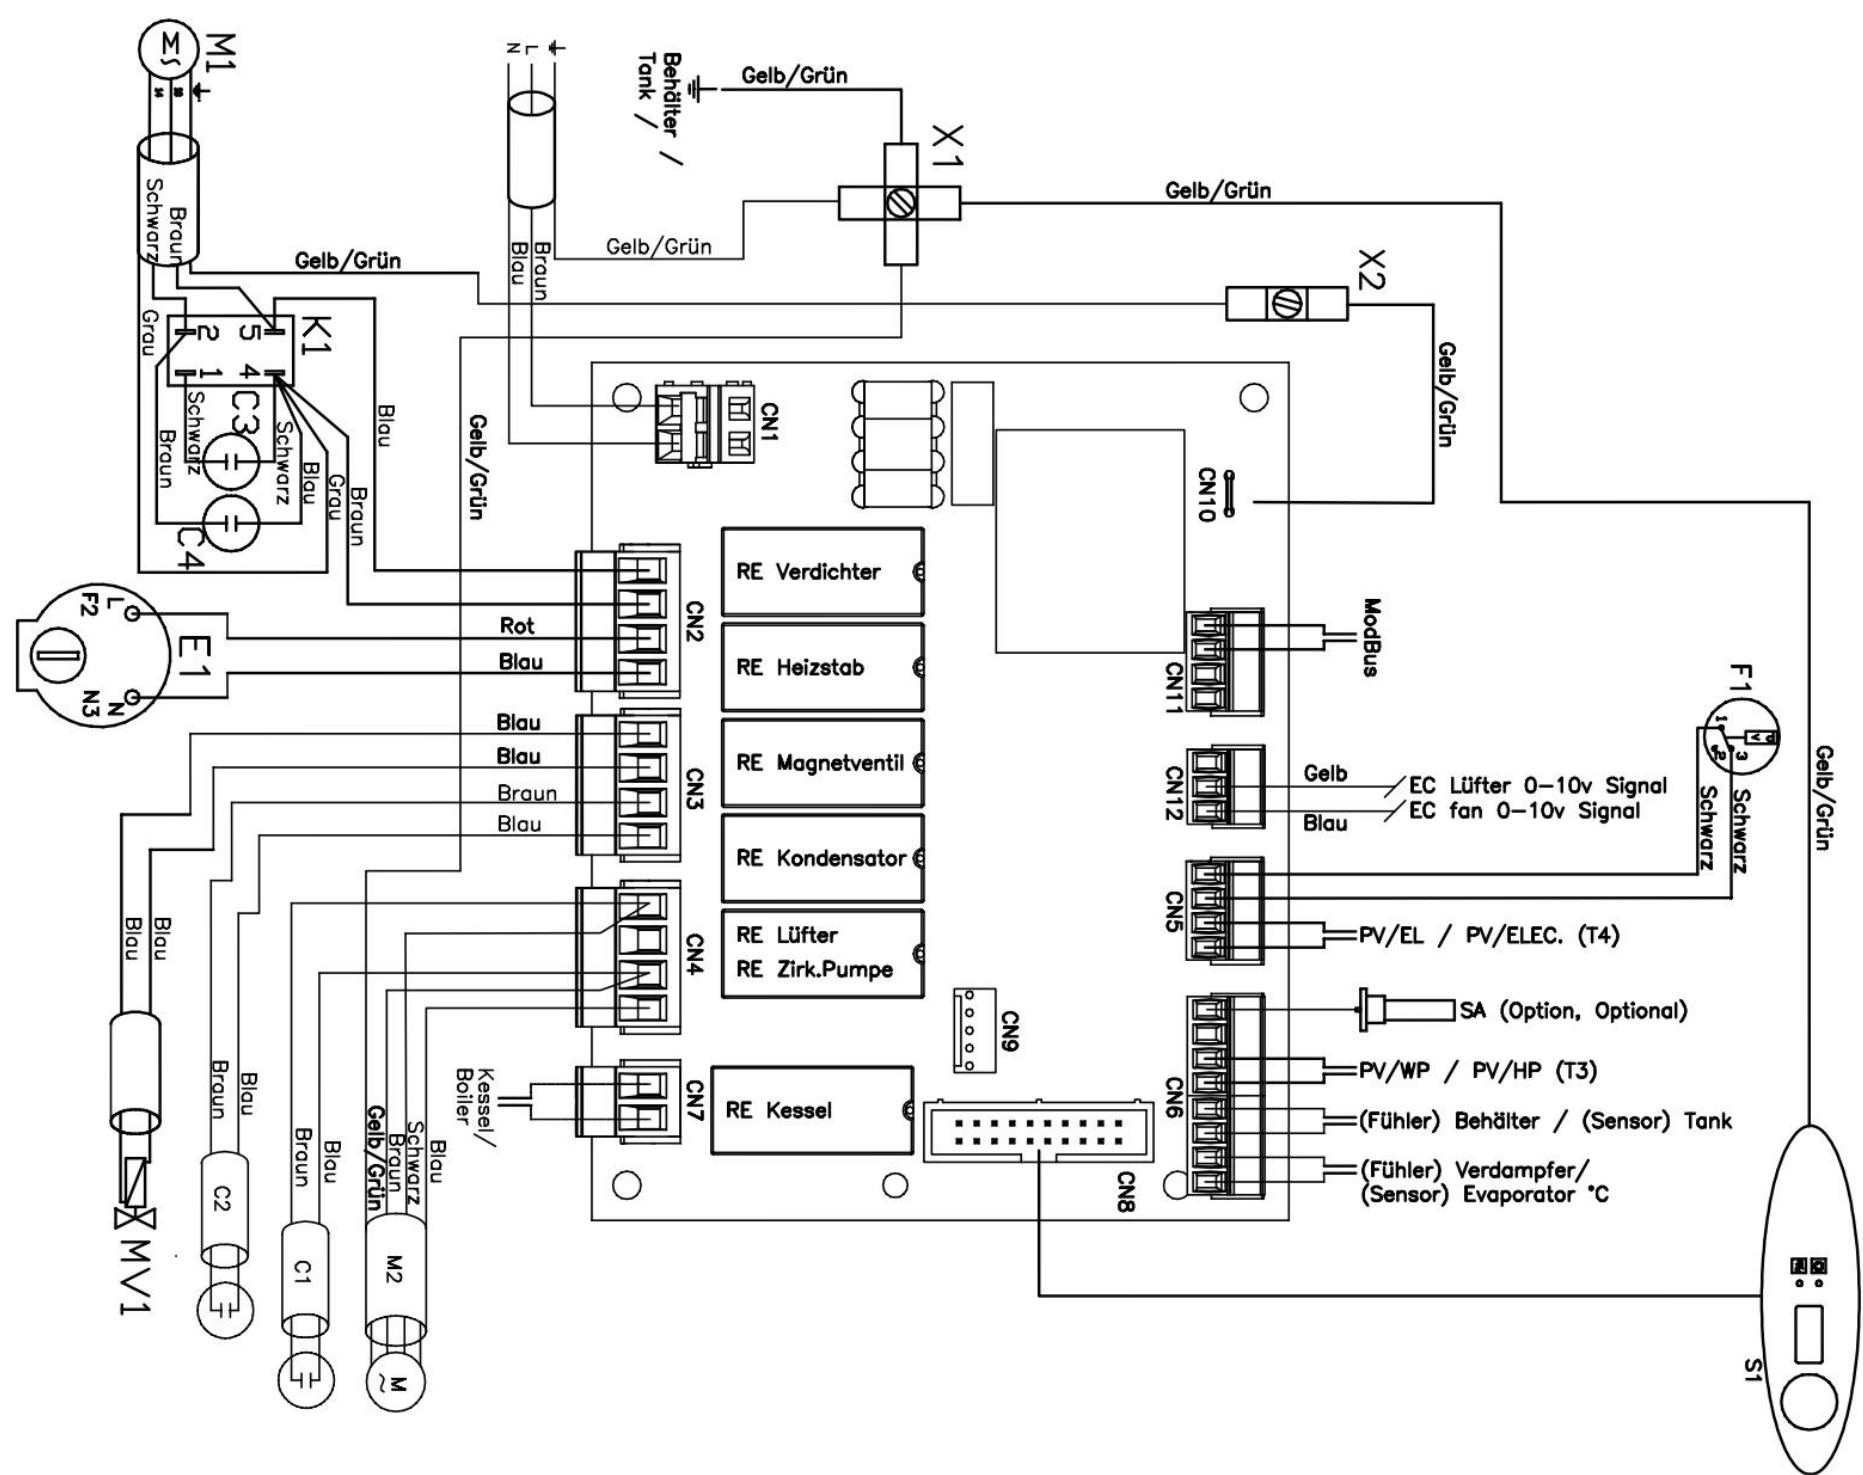 M1
M
~
Schwarz
Braun
Grau
Gelb/Grün
N
L
Blau
Braun
Behälter /
Tank /
Gelb/Grün
X1
Gelb/Grün
Gelb/Grün
X2
Gelb/Grün
K1
2
5
1
4
C3
C4
Schwarz
Braun
Schwarz
Blau
Grau
Braun
Blau
Gelb/Grün
CN1
CN10
RE Verdichter
RE Heizstab
RE Magnetventil
RE Kondensator
RE Lüfter
RE Zirk.Pumpe
RE Kessel
CN2
CN3
CN4
CN7
CN9
CN8
CN11
CN12
CN5
CN6
F2
L
E1
N3
N
Rot
Blau
Blau
Blau
Braun
Blau
Blau
Blau
MV1
Braun
Blau
C2
Braun
Blau
C1
Gelb/Grün
Braun
Schwarz
Blau
M2
M
~
Kessel/
Boiler
ModBus
Gelb
Blau
EC Lüfter 0-10v Signal
EC fan 0-10v Signal
F1
1
2
3
P
Schwarz
Schwarz
Gelb/Grün
PV/EL / PV/ELEC. (T4)
SA (Option, Optional)
PV/WP / PV/HP (T3)
(Fühler) Behälter / (Sensor) Tank
(Fühler) Verdampfer/
(Sensor) Evaporator °C
S1